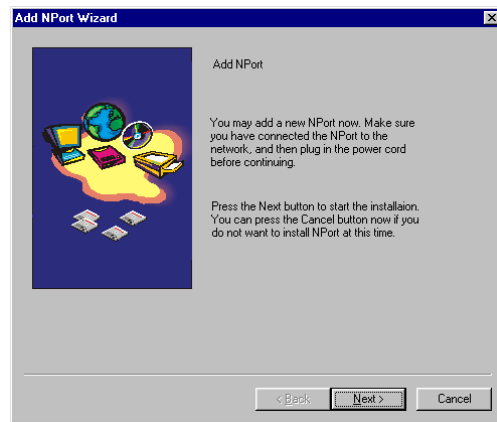 Add NPort Wizard
Add NPort
You may add a new NPort now. Make sure
you have connected the NPort to the
network, and then plug in the power cord
before continuing.
Press the Next button to start the installaion.
You can press the Cancel button now if you
do not want to install NPort at this time.
< Back
Next >
Cancel